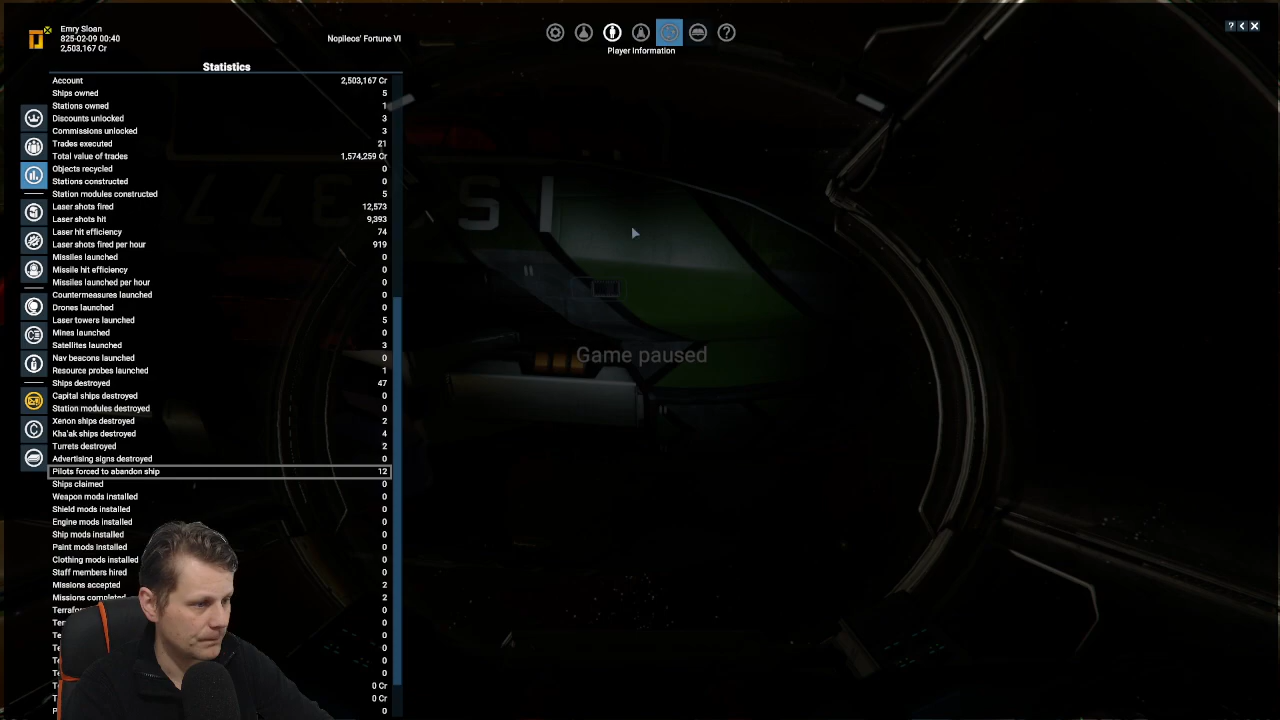 Emry Sloan
825-02-09 00:40
2,503,167 Cr
Nopileos' Fortune VI
Player Information
? < X
Statistics
Account 2,503,167 Cr
Ships owned 5
Stations owned 1
Discounts unlocked 3
Commissions unlocked 3
Trades executed 21
Total value of trades 1,574,259 Cr
Objects recycled 0
Stations constructed 0
Station modules constructed 5
Laser shots fired 12,573
Laser shots hit 9,393
Laser hit efficiency 74
Laser shots fired per hour 919
Missiles launched 0
Missile hit efficiency 0
Missiles launched per hour 0
Countermeasures launched 0
Drones launched 0
Laser towers launched 5
Mines launched 0
Satellites launched 3
Nav beacons launched 0
Resource probes launched 1
Ships destroyed 47
Capital ships destroyed 0
Station modules destroyed 0
Xenon ships destroyed 2
Kha'ak ships destroyed 4
Turrets destroyed 2
Advertising signs destroyed 0
Pilots forced to abandon ship 12
Ships claimed 0
Weapon mods installed 0
Shield mods installed 0
Engine mods installed 0
Ship mods installed 0
Paint mods installed 0
Clothing mods installed 0
Staff members hired 0
Missions accepted 2
Missions completed 2
Terrafor 0
Ter 0
Te 0
Te 0
Te 0
Te 0
T 0 Cr
T 0 Cr
P 0
Game paused